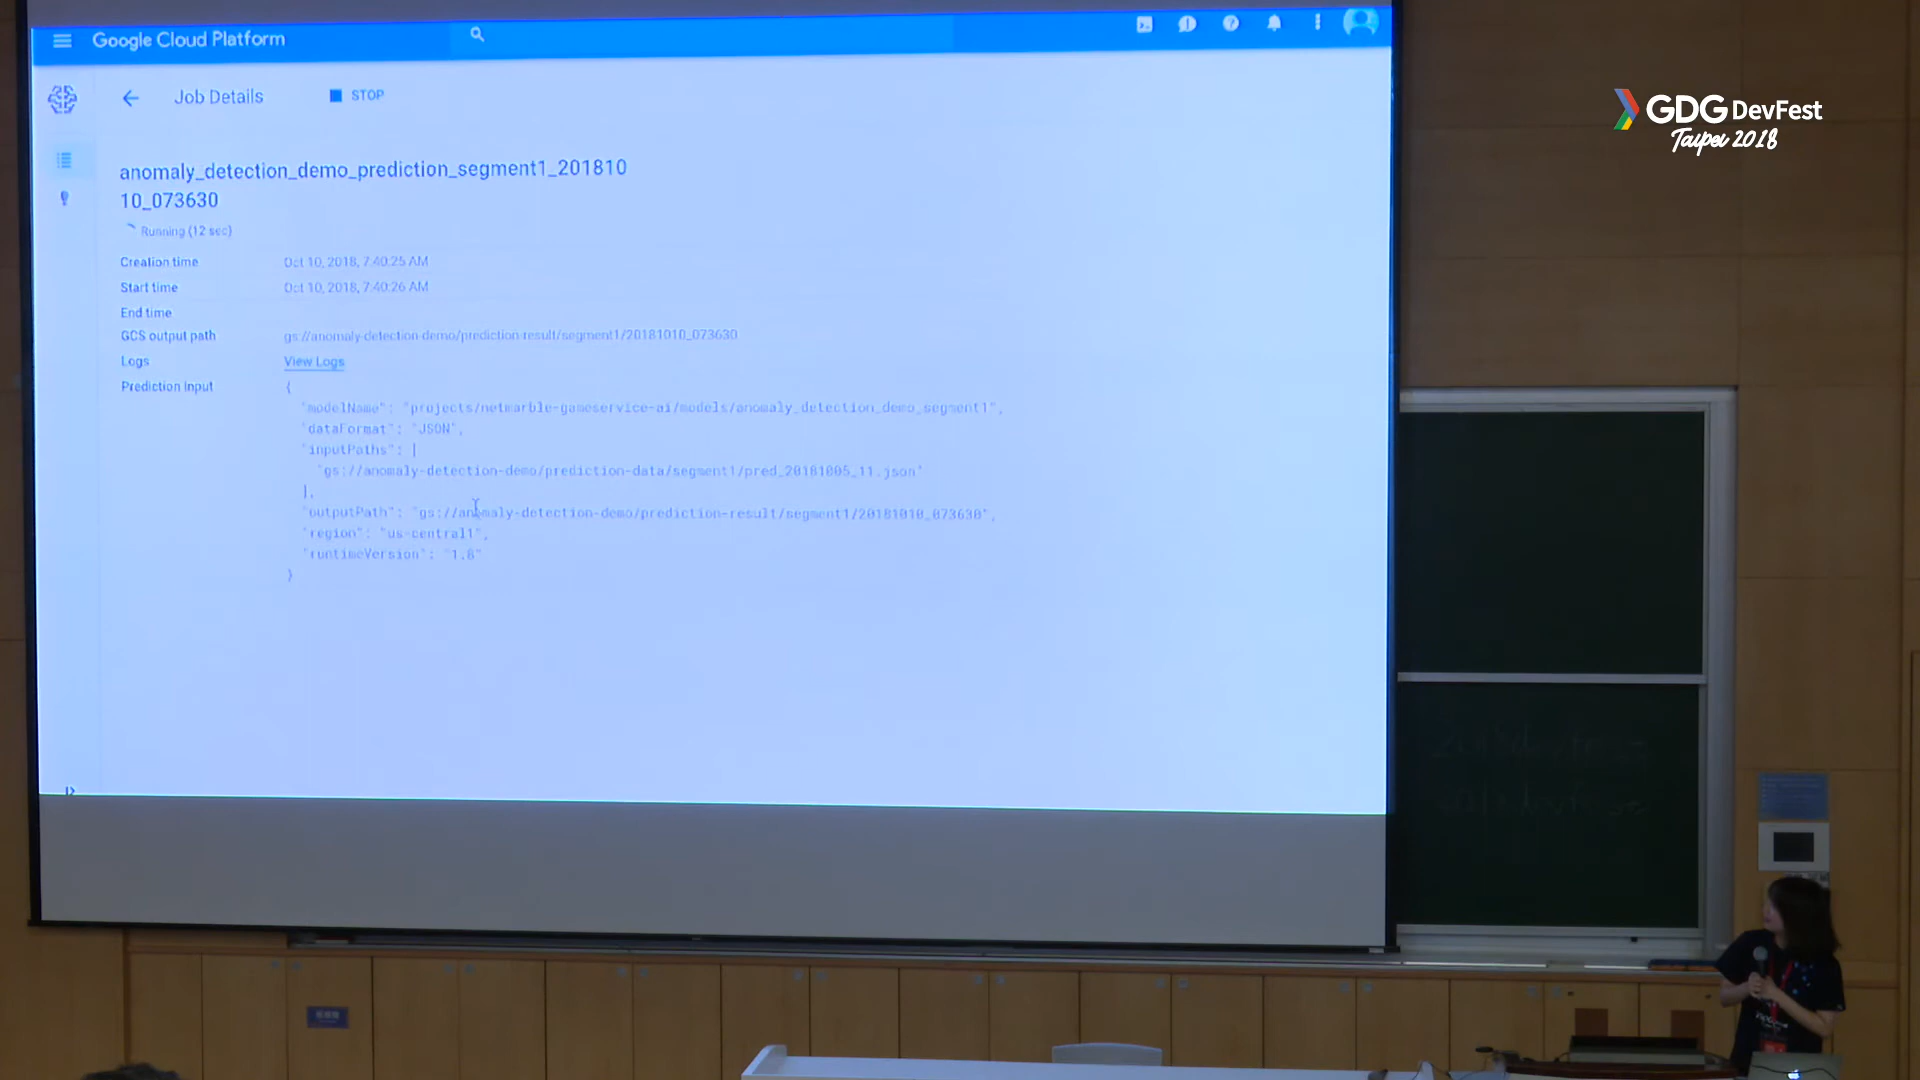 Google Cloud Platform
Job Details
STOP
anomaly_detection_demo_prediction_segment1_201810
10_073630
Running (12 sec)
Creation time Oct 10, 2018, 7:40:25 AM
Start time Oct 10, 2018, 7:40:26 AM
End time
GCS output path gs://anomaly-detection-demo/prediction-result/segment1/20181010_073630
Logs View Logs
Prediction input {
"modelName": "projects/netmarble-gameservice-ai/models/anomaly_detection_demo_segment1",
"dataFormat": "JSON",
"inputPaths": [
"gs://anomaly-detection-demo/prediction-data/segment1/pred_20181005_11.json"
],
"outputPath": "gs://anomaly-detection-demo/prediction-result/segment1/20181010_073630",
"region": "us-central1",
"runtimeVersion": "1.8"
}
GDG DevFest
Taipei 2018